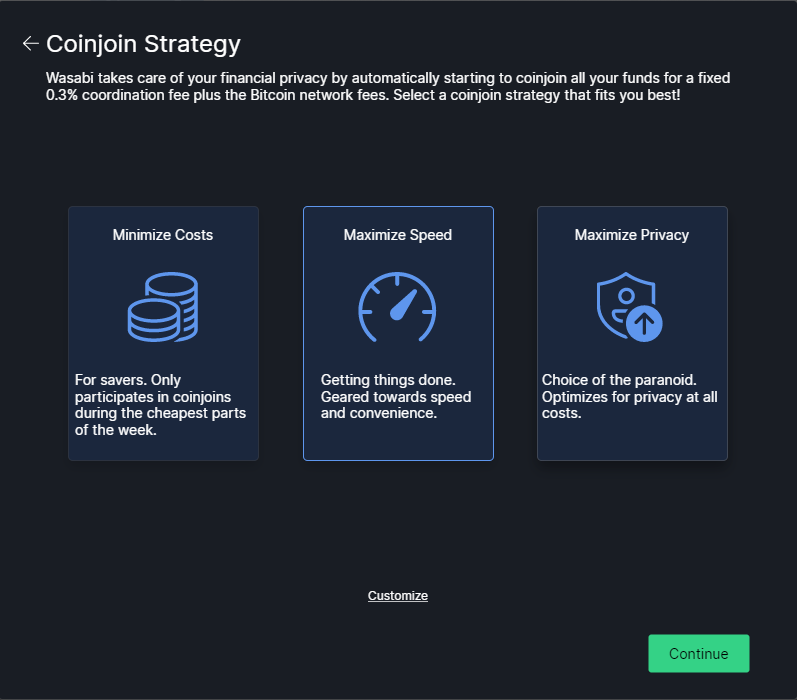 Coinjoin Strategy
Wasabi takes care of your financial privacy by automatically starting to coinjoin all your funds for a fixed
0.3% coordination fee plus the Bitcoin network fees. Select a coinjoin strategy that fits you best!
Minimize Costs
For savers. Only
participates in coinjoins
during the cheapest parts
of the week.
Maximize Speed
Getting things done.
Geared towards speed
and convenience.
Maximize Privacy
Choice of the paranoid.
Optimizes for privacy at all
costs.
Customize
Continue